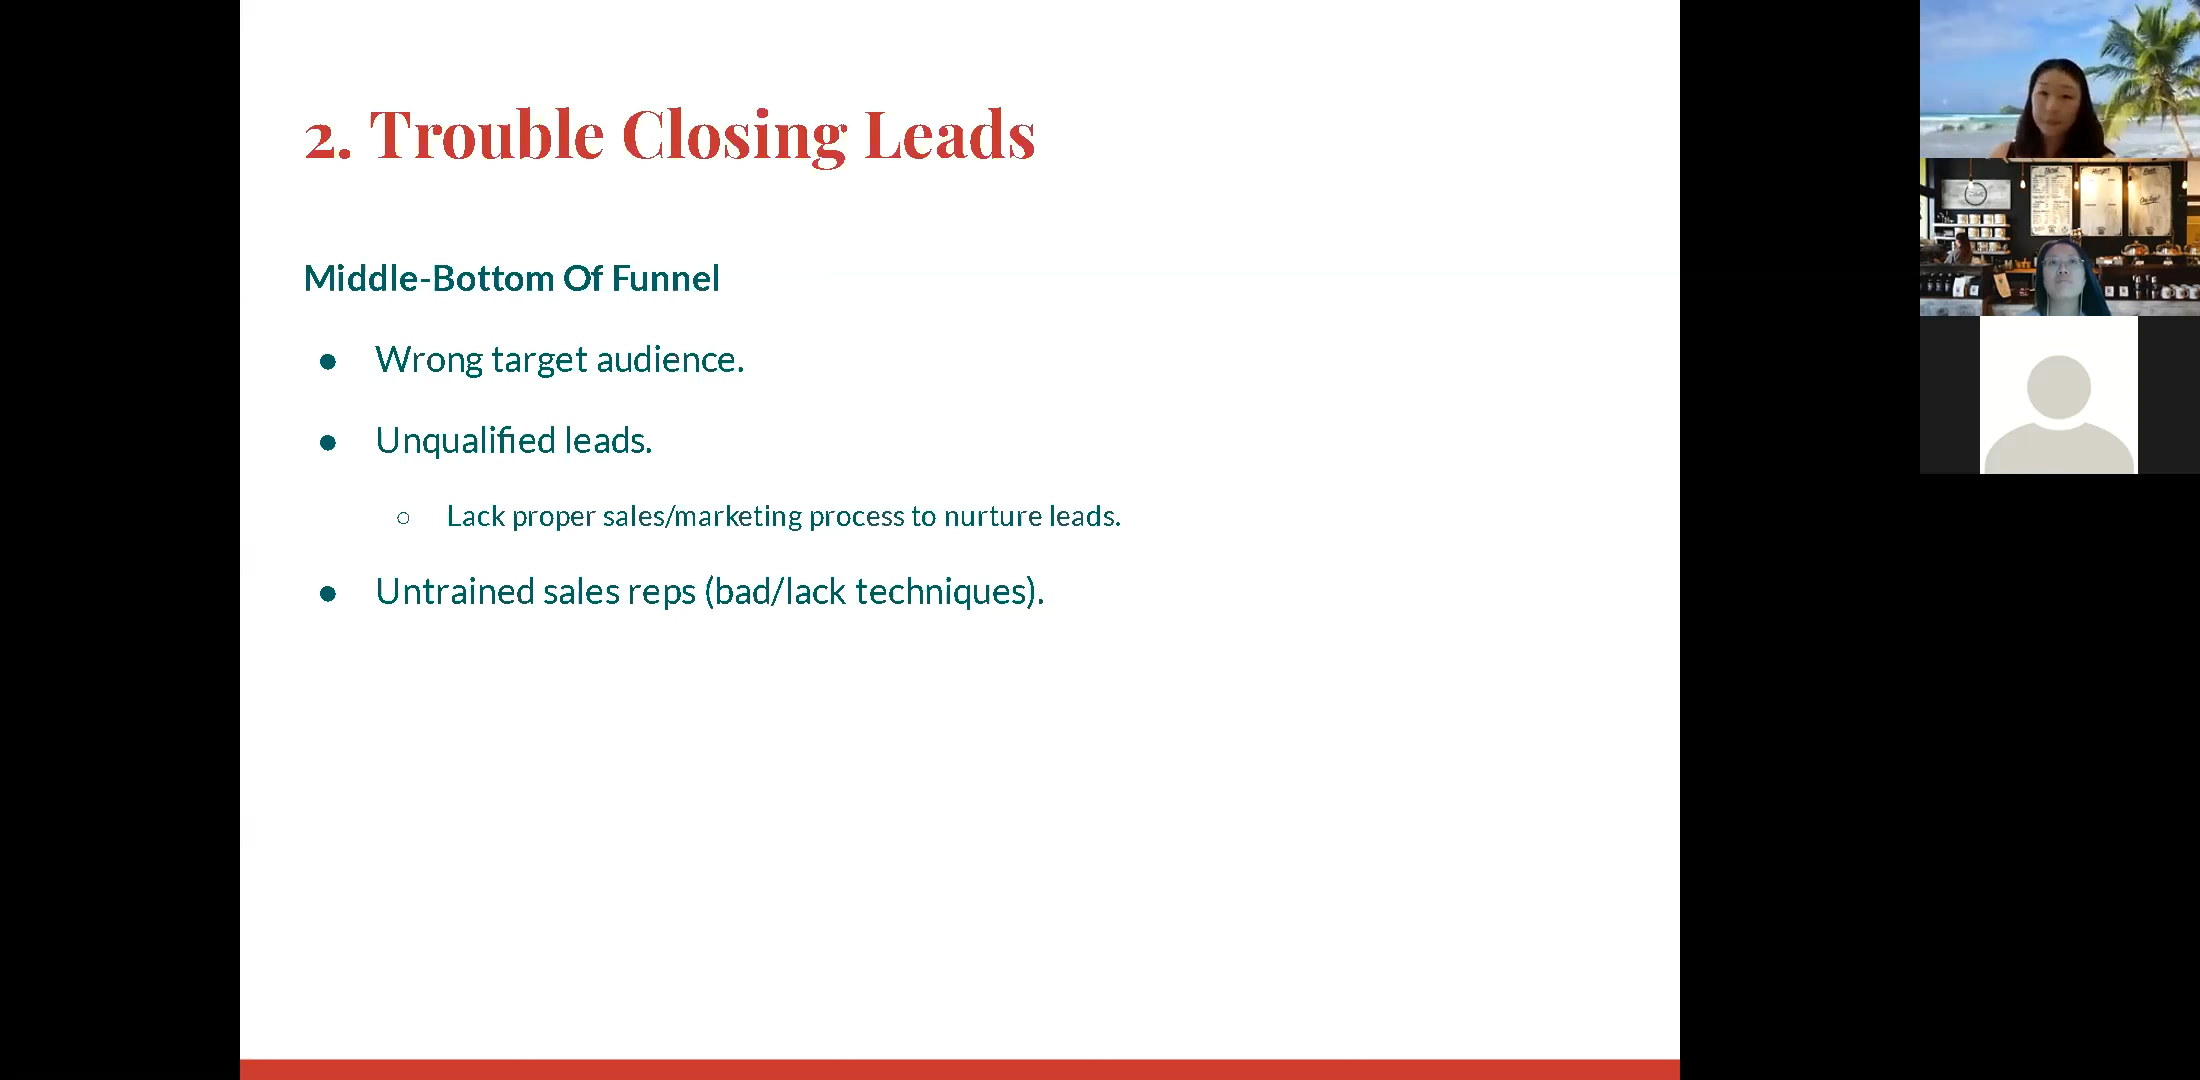 2. Trouble Closing Leads
Middle-Bottom Of Funnel
● Wrong target audience.
● Unqualified leads.
○ Lack proper sales/marketing process to nurture leads.
● Untrained sales reps (bad/lack techniques).